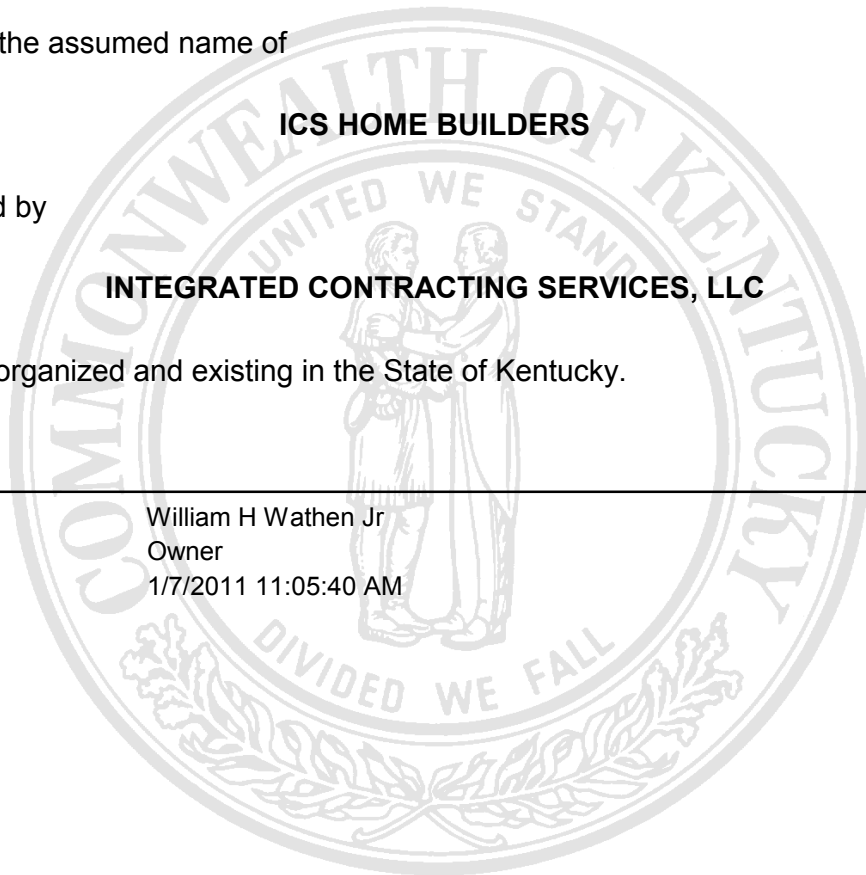 the assumed name of
ICS HOME BUILDERS
d by
INTEGRATED CONTRACTING SERVICES, LLC
organized and existing in the State of Kentucky.
William H Wathen Jr
Owner
1/7/2011 11:05:40 AM
COMMONWEALTH OF KENTUCKY
UNITED WE STAND
DIVIDED WE FALL